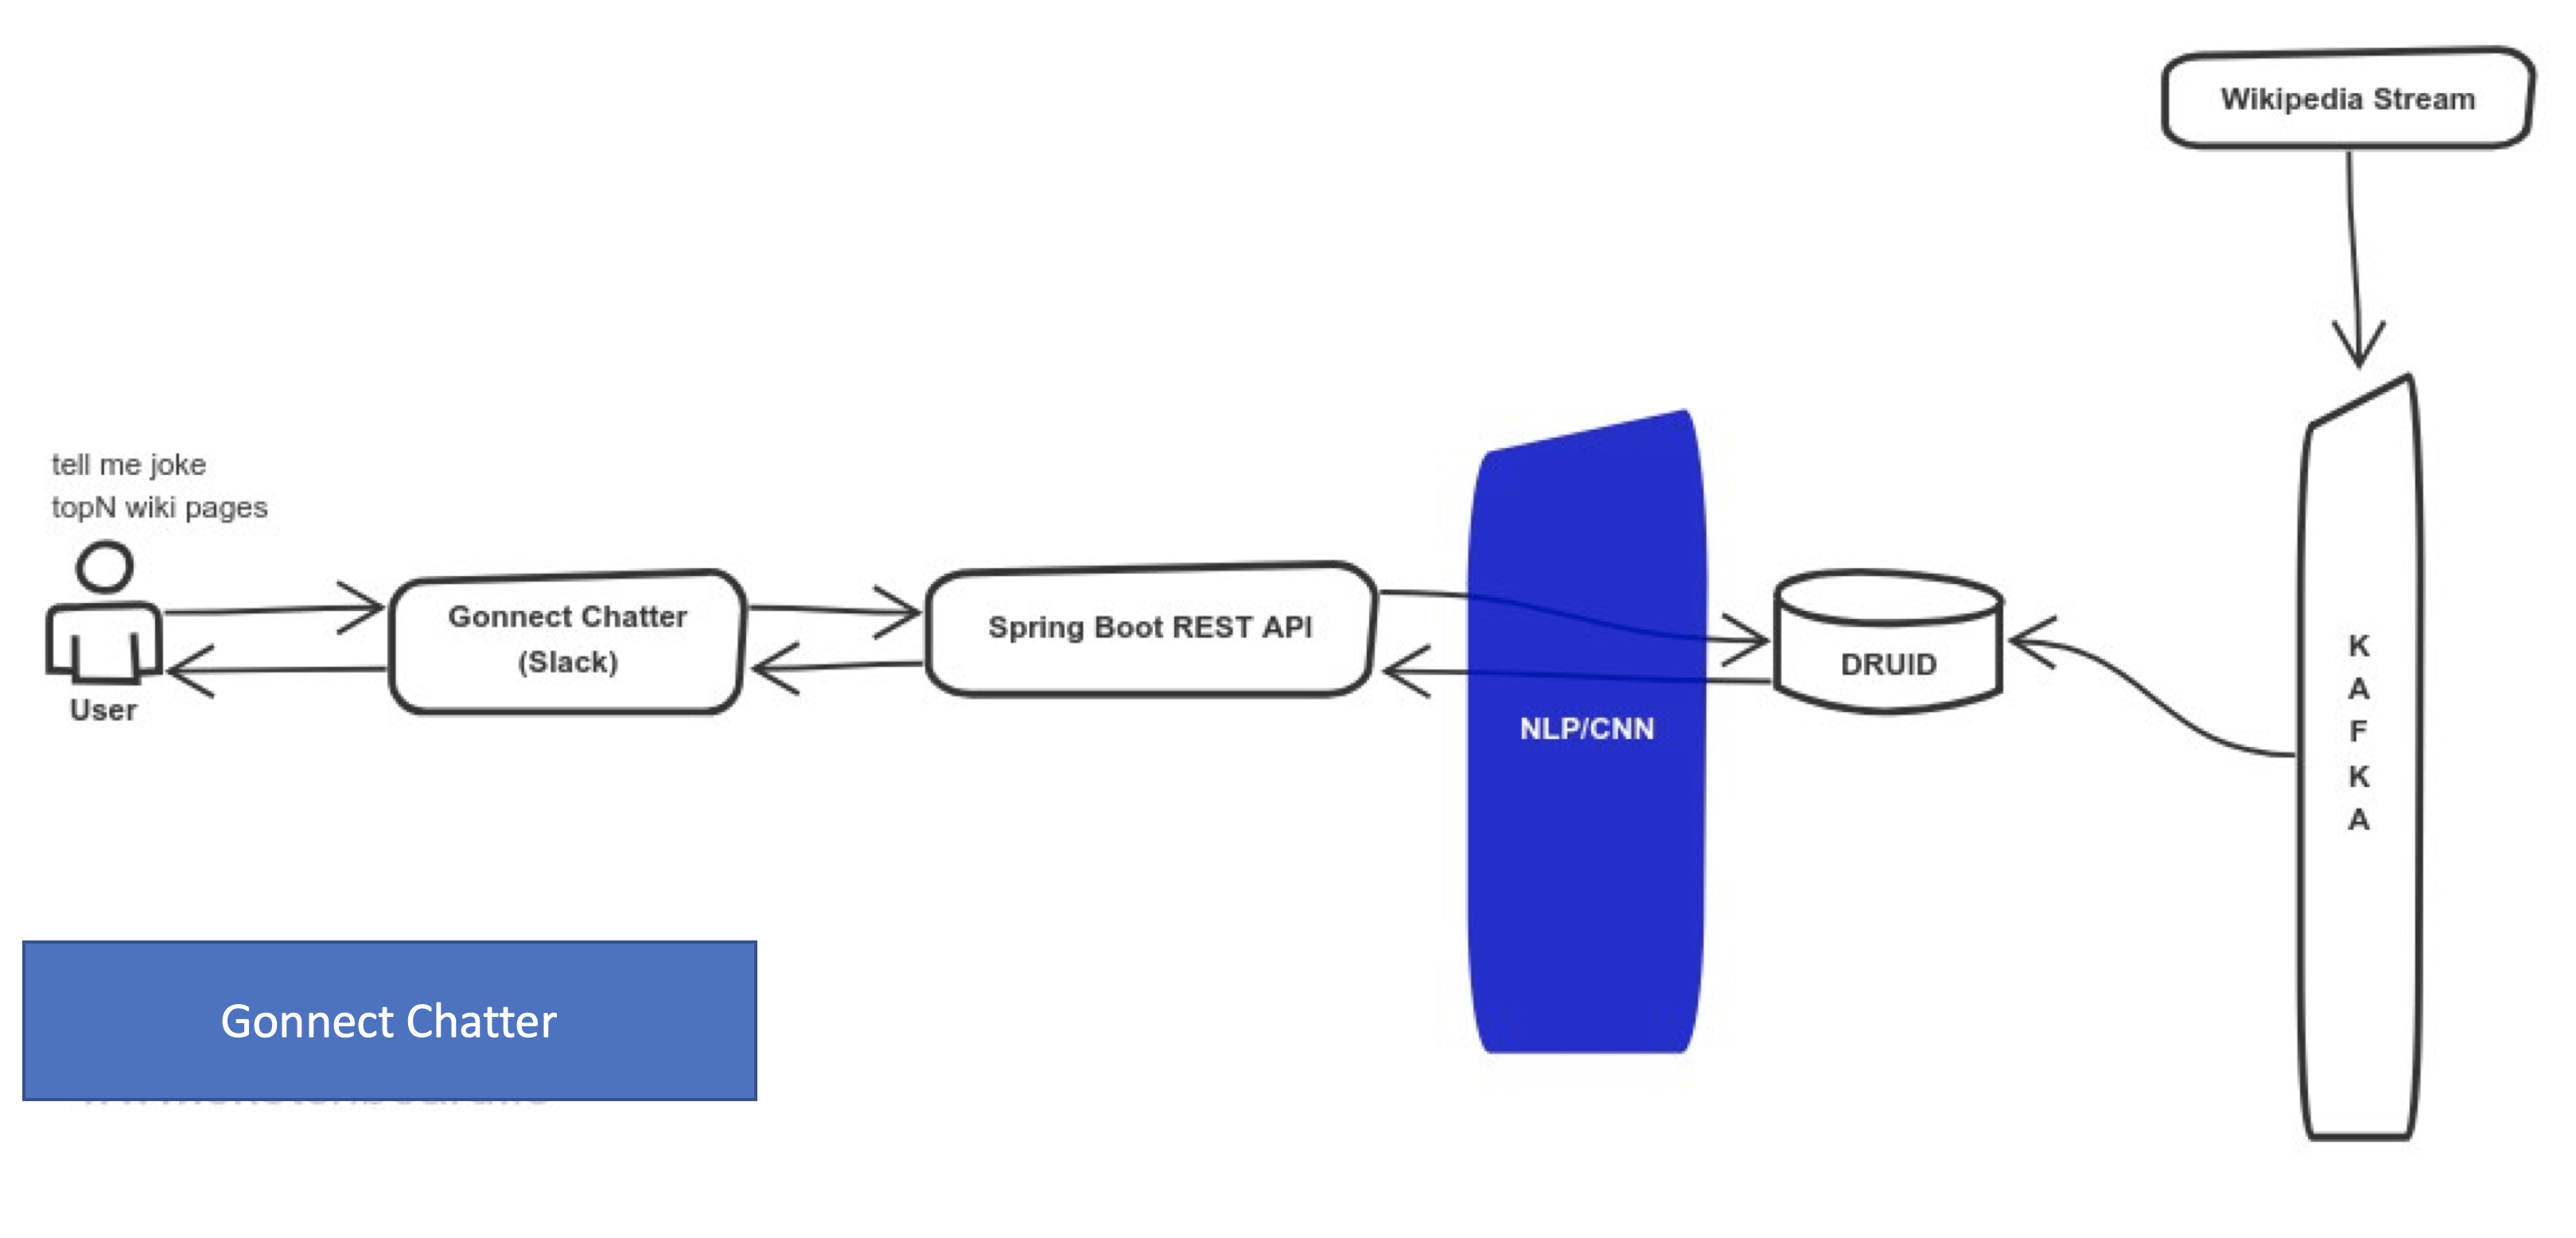 Wikipedia Stream
tell me joke
topN wiki pages
User
Gonnect Chatter
(Slack)
Spring Boot REST API
NLP/CNN
DRUID
K
A
F
K
A
Gonnect Chatter